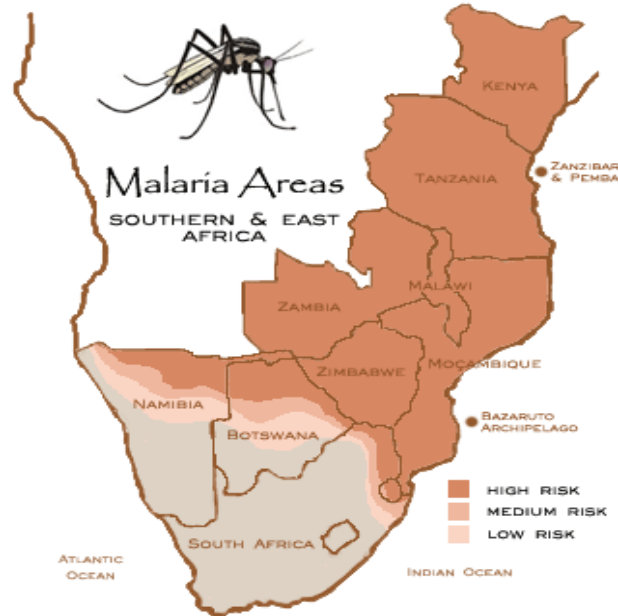 KENYA
TANZANIA
ZANZIBAR
& PEMBA
Malaria Areas
SOUTHERN & EAST
AFRICA
MALAWI
ZAMBIA
MOÇAMBIQUE
ZIMBABWE
NAMIBIA
BOTSWANA
BAZARUTO
ARCHIPELAGO
HIGH RISK
MEDIUM RISK
LOW RISK
SOUTH AFRICA
ATLANTIC
OCEAN
INDIAN OCEAN